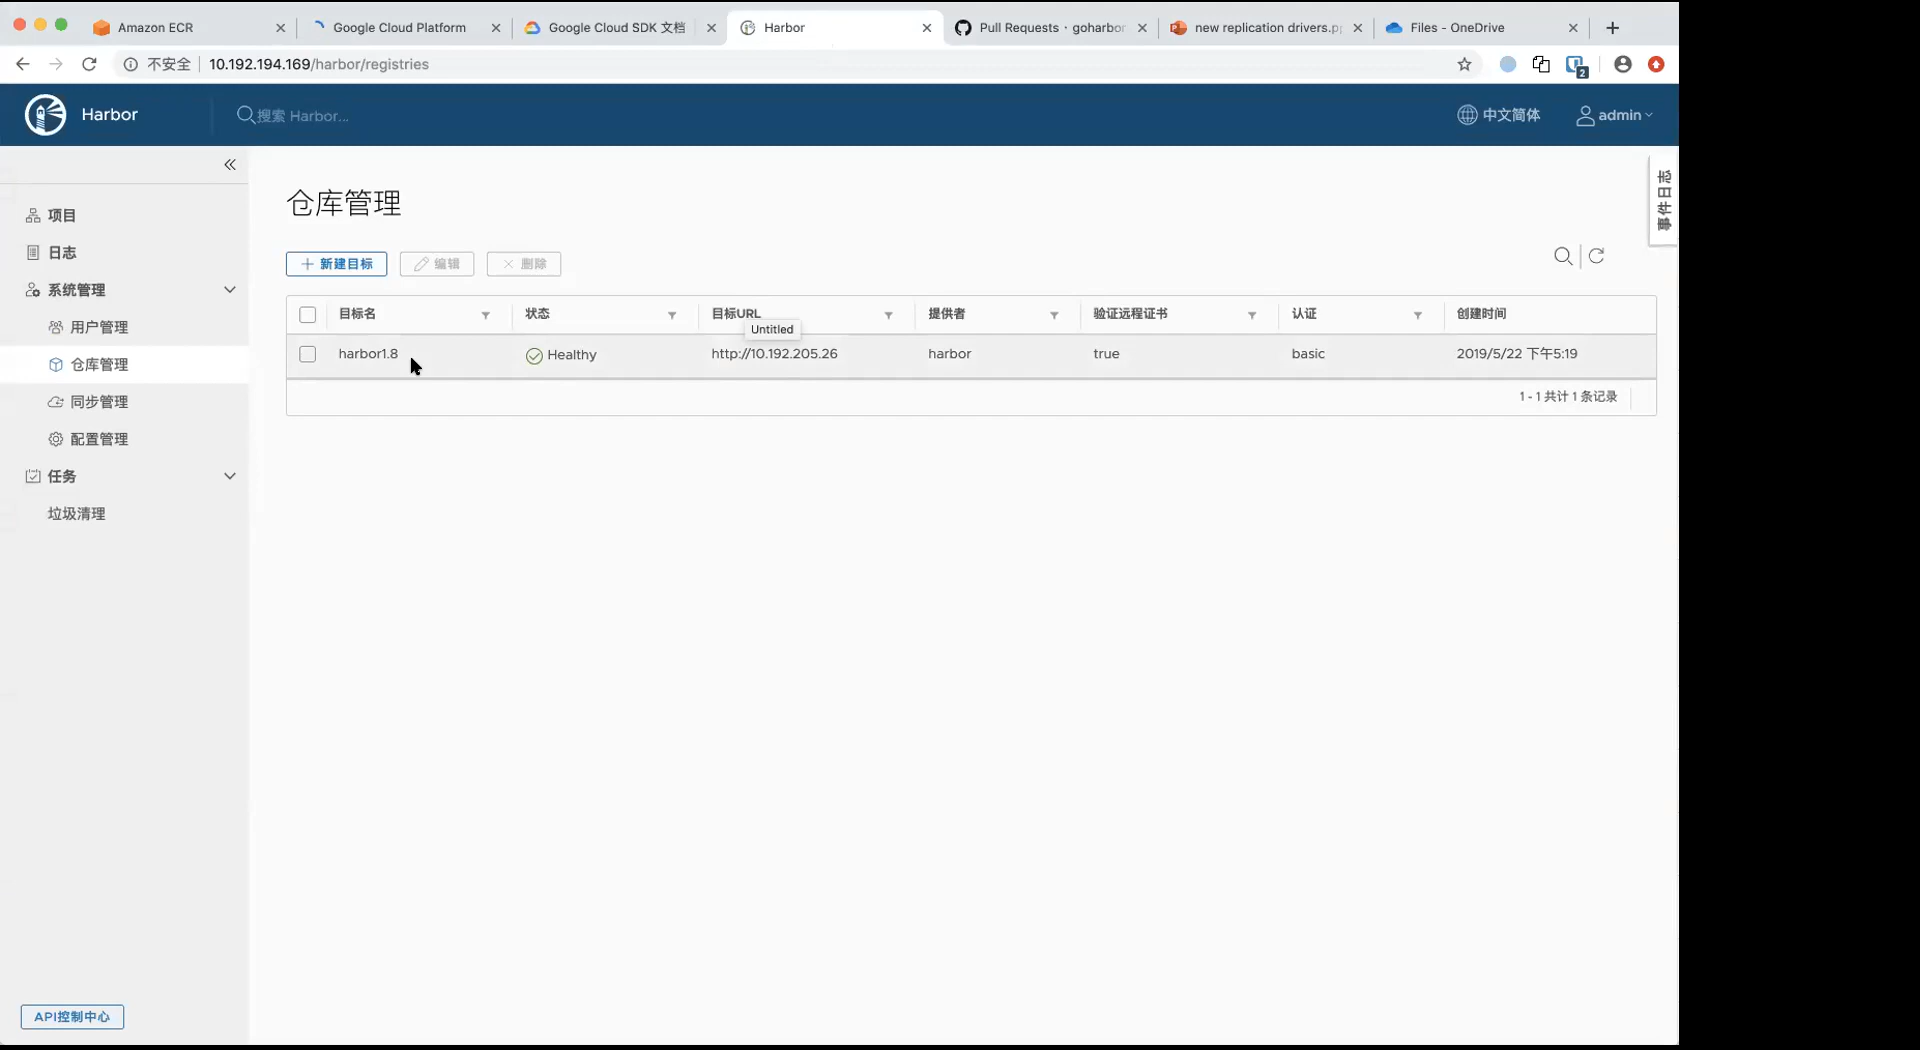 Amazon ECR
Google Cloud Platform
Google Cloud SDK 文档
Harbor
Pull Requests · goharbor
new replication drivers.p
Files - OneDrive
不安全 10.192.194.169/harbor/registries
2
Harbor
搜索 Harbor...
中文简体
admin
事件日志
项目
日志
系统管理
用户管理
仓库管理
同步管理
配置管理
任务
垃圾清理
API控制中心
仓库管理
新建目标 编辑 删除
目标名 状态 目标URL 提供者 验证远程证书 认证 创建时间
Untitled
harbor1.8 Healthy http://10.192.205.26 harbor true basic 2019/5/22 下午5:19
1 - 1 共计 1 条记录